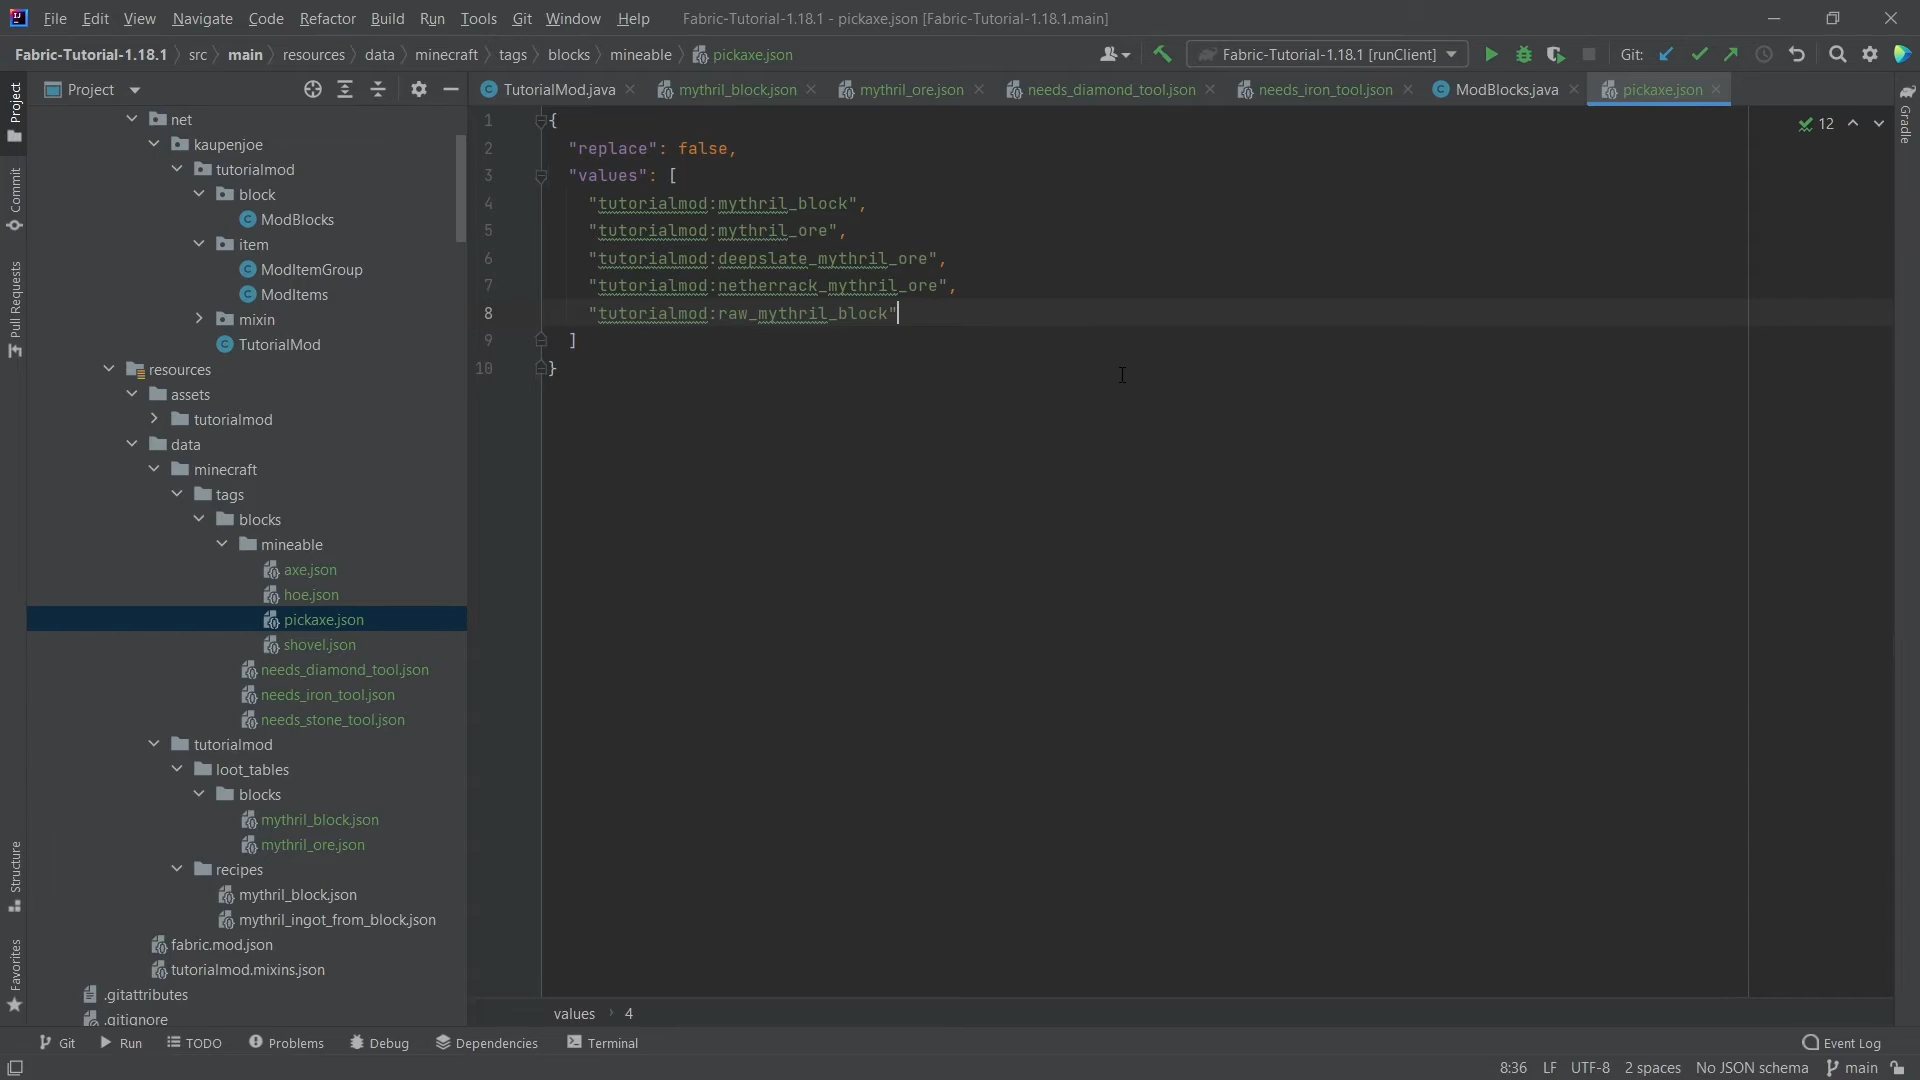 File Edit View Navigate Code Refactor Build Run Tools Git Window Help Fabric-Tutorial-1.18.1 - pickaxe.json [Fabric-Tutorial-1.18.1.main]
Fabric-Tutorial-1.18.1 src main resources data minecraft tags blocks mineable pickaxe.json Fabric-Tutorial-1.18.1 [runClient] Git:
Project
TutorialMod.java mythril_block.json mythril_ore.json needs_diamond_tool.json needs_iron_tool.json ModBlocks.java pickaxe.json
Project
Commit
Pull Requests
Structure
Favorites
Gradle
net
kaupenjoe
tutorialmod
block
ModBlocks
item
ModItemGroup
ModItems
mixin
TutorialMod
resources
assets
tutorialmod
data
minecraft
tags
blocks
mineable
axe.json
hoe.json
pickaxe.json
shovel.json
needs_diamond_tool.json
needs_iron_tool.json
needs_stone_tool.json
tutorialmod
loot_tables
blocks
mythril_block.json
mythril_ore.json
recipes
mythril_block.json
mythril_ingot_from_block.json
fabric.mod.json
tutorialmod.mixins.json
.gitattributes
.gitignore
12
1 {
2 "replace": false,
3 "values": [
4 "tutorialmod:mythril_block",
5 "tutorialmod:mythril_ore",
6 "tutorialmod:deepslate_mythril_ore",
7 "tutorialmod:netherrack_mythril_ore",
8 "tutorialmod:raw_mythril_block"
9 ]
10 }
values 4
Git Run TODO Problems Debug Dependencies Terminal Event Log
8:36 LF UTF-8 2 spaces No JSON schema main